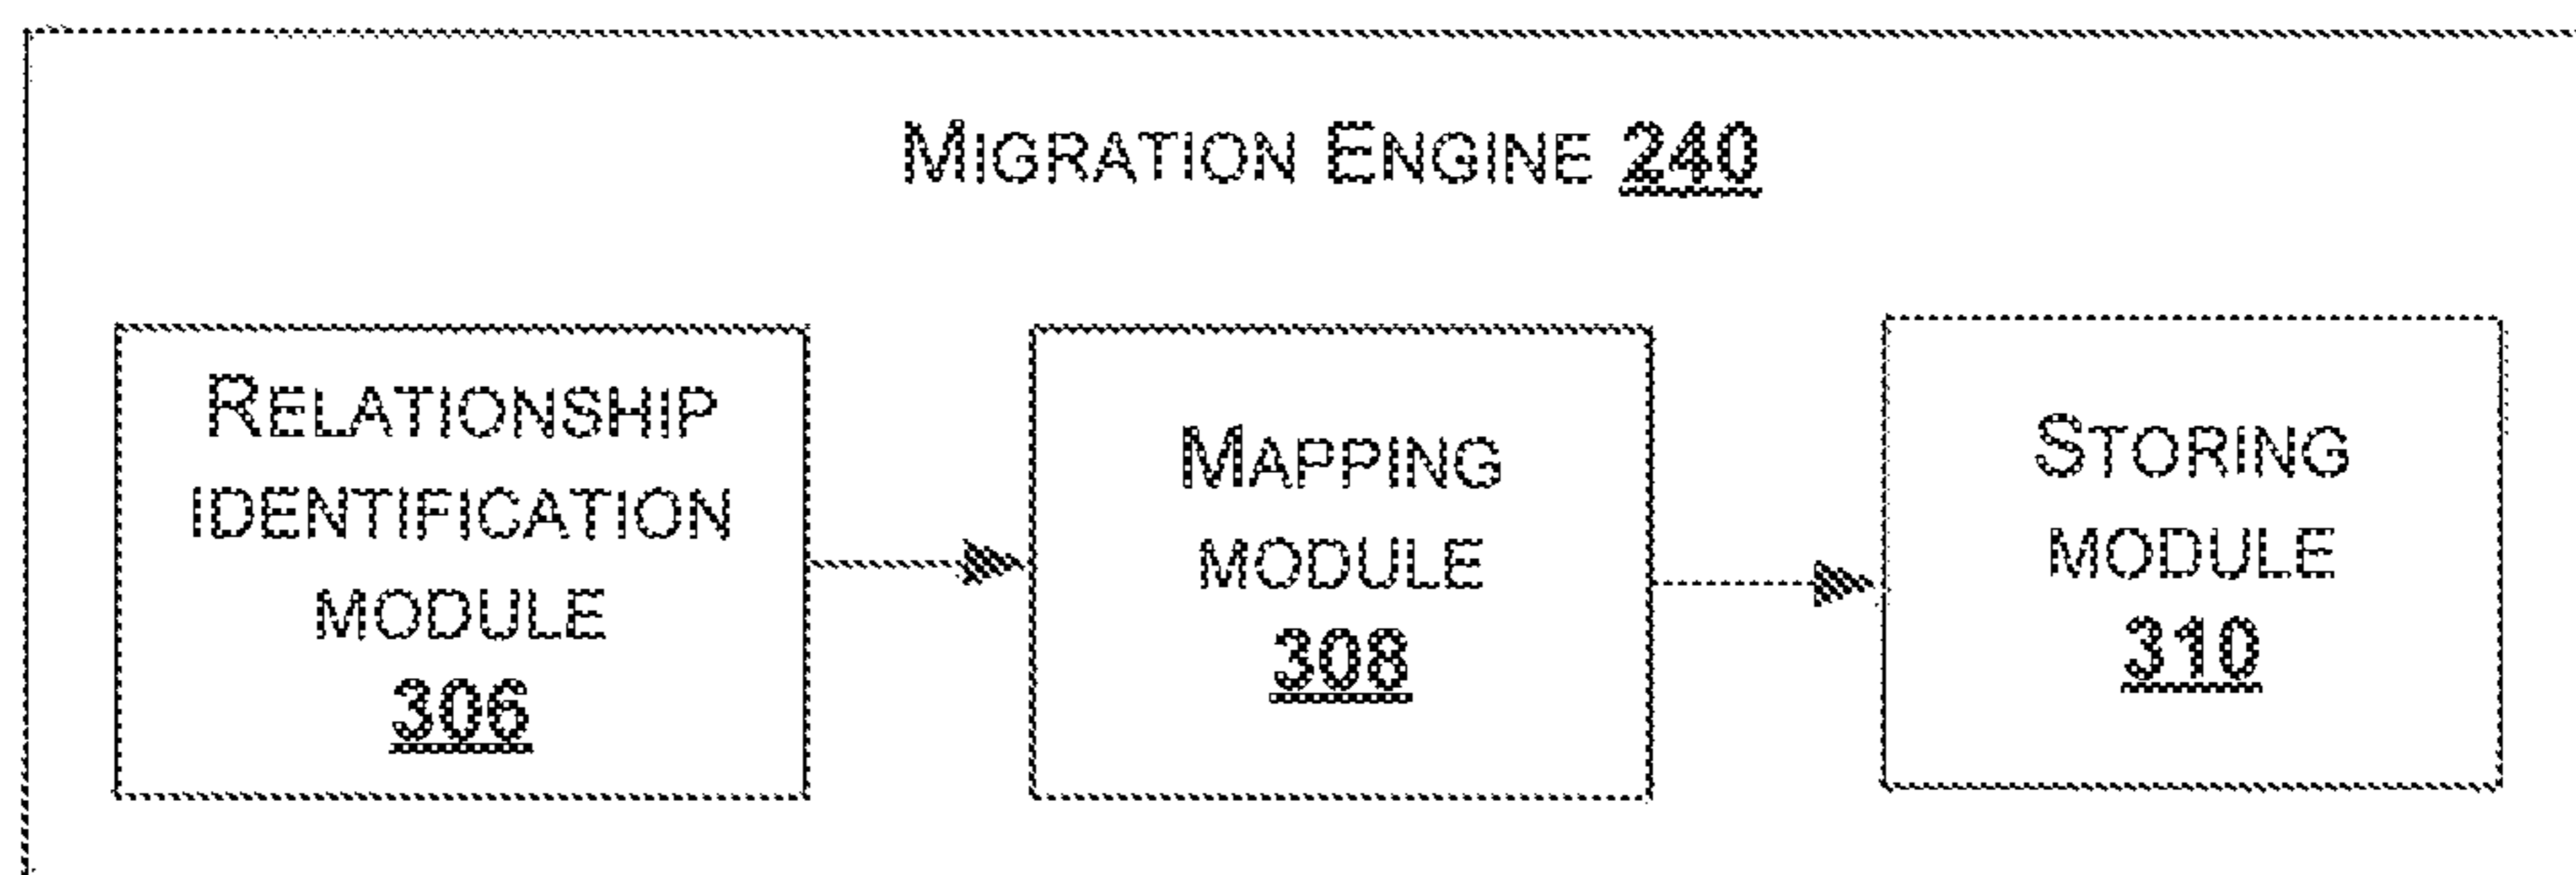 MIGRATION ENGINE 240
RELATIONSHIP
IDENTIFICATION
MODULE
306
MAPPING
MODULE
308
STORING
MODULE
310